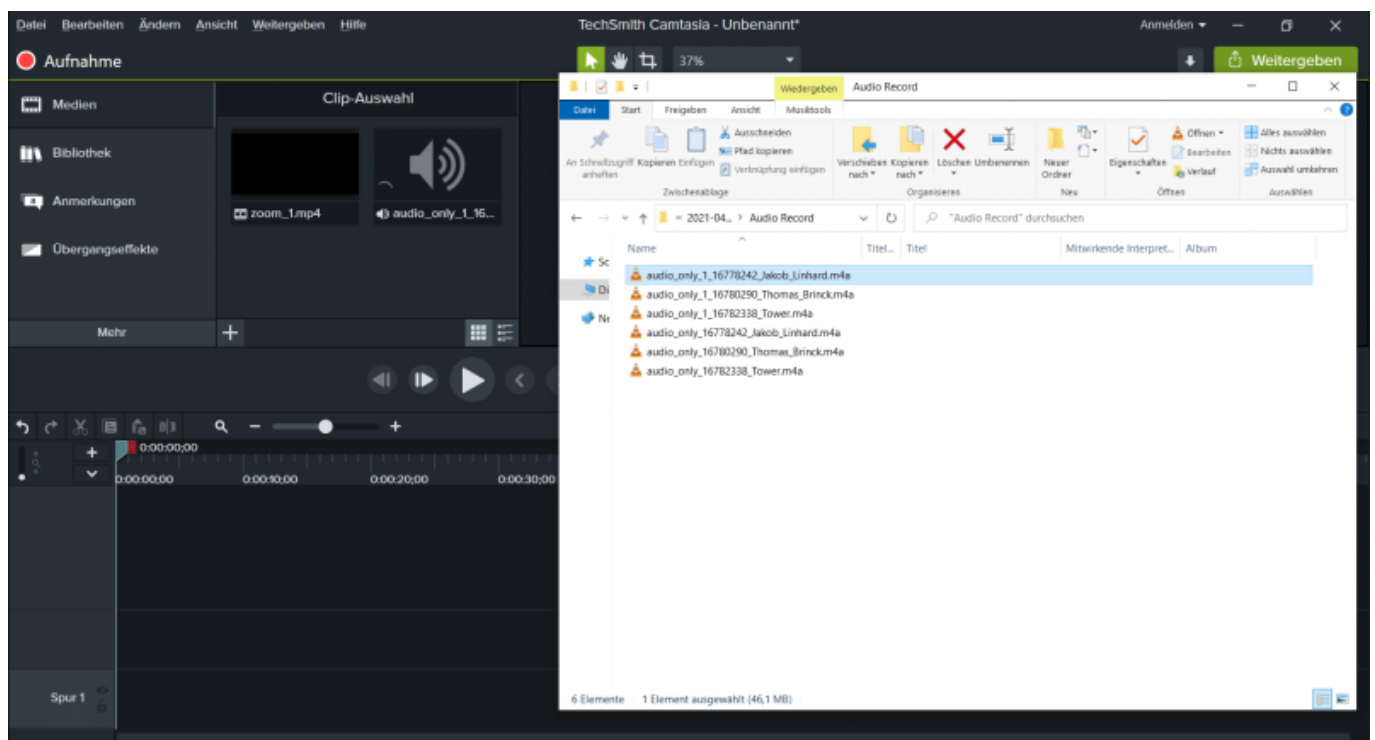 Datei Bearbeiten Ändern Ansicht Weitergeben Hilfe
TechSmith Camtasia - Unbenannt*
Anmelden
Aufnahme
37%
Weitergeben
Medien
Bibliothek
Anmerkungen
Übergangseffekte
Mehr
Clip-Auswahl
zoom_1.mp4
audio_only_1_16...
Wiedergeben
Audio Record
Datei Start Freigeben Ansicht Musiktools
An Schnellzugriff anheften
Kopieren
Einfügen
Ausschneiden
Pfad kopieren
Verknüpfung einfügen
Zwischenablage
Verschieben nach
Kopieren nach
Löschen
Umbenennen
Organisieren
Neuer Ordner
Neu
Eigenschaften
Öffnen
Bearbeiten
Verlauf
Öffnen
Alles auswählen
Nichts auswählen
Auswahl umkehren
Auswählen
« 2021-04... > Audio Record
"Audio Record" durchsuchen
Name Titel... Titel Mitwirkende Interpret... Album
Sc
Di
Ne
audio_only_1_16778242_Jakob_Linhard.m4a
audio_only_1_16780290_Thomas_Brinck.m4a
audio_only_1_16782338_Tower.m4a
audio_only_16778242_Jakob_Linhard.m4a
audio_only_16780290_Thomas_Brinck.m4a
audio_only_16782338_Tower.m4a
6 Elemente 1 Element ausgewählt (46,1 MB)
0:00:00;00
0:00:00;00 0:00:10;00 0:00:20;00 0:00:30;00
Spur 1